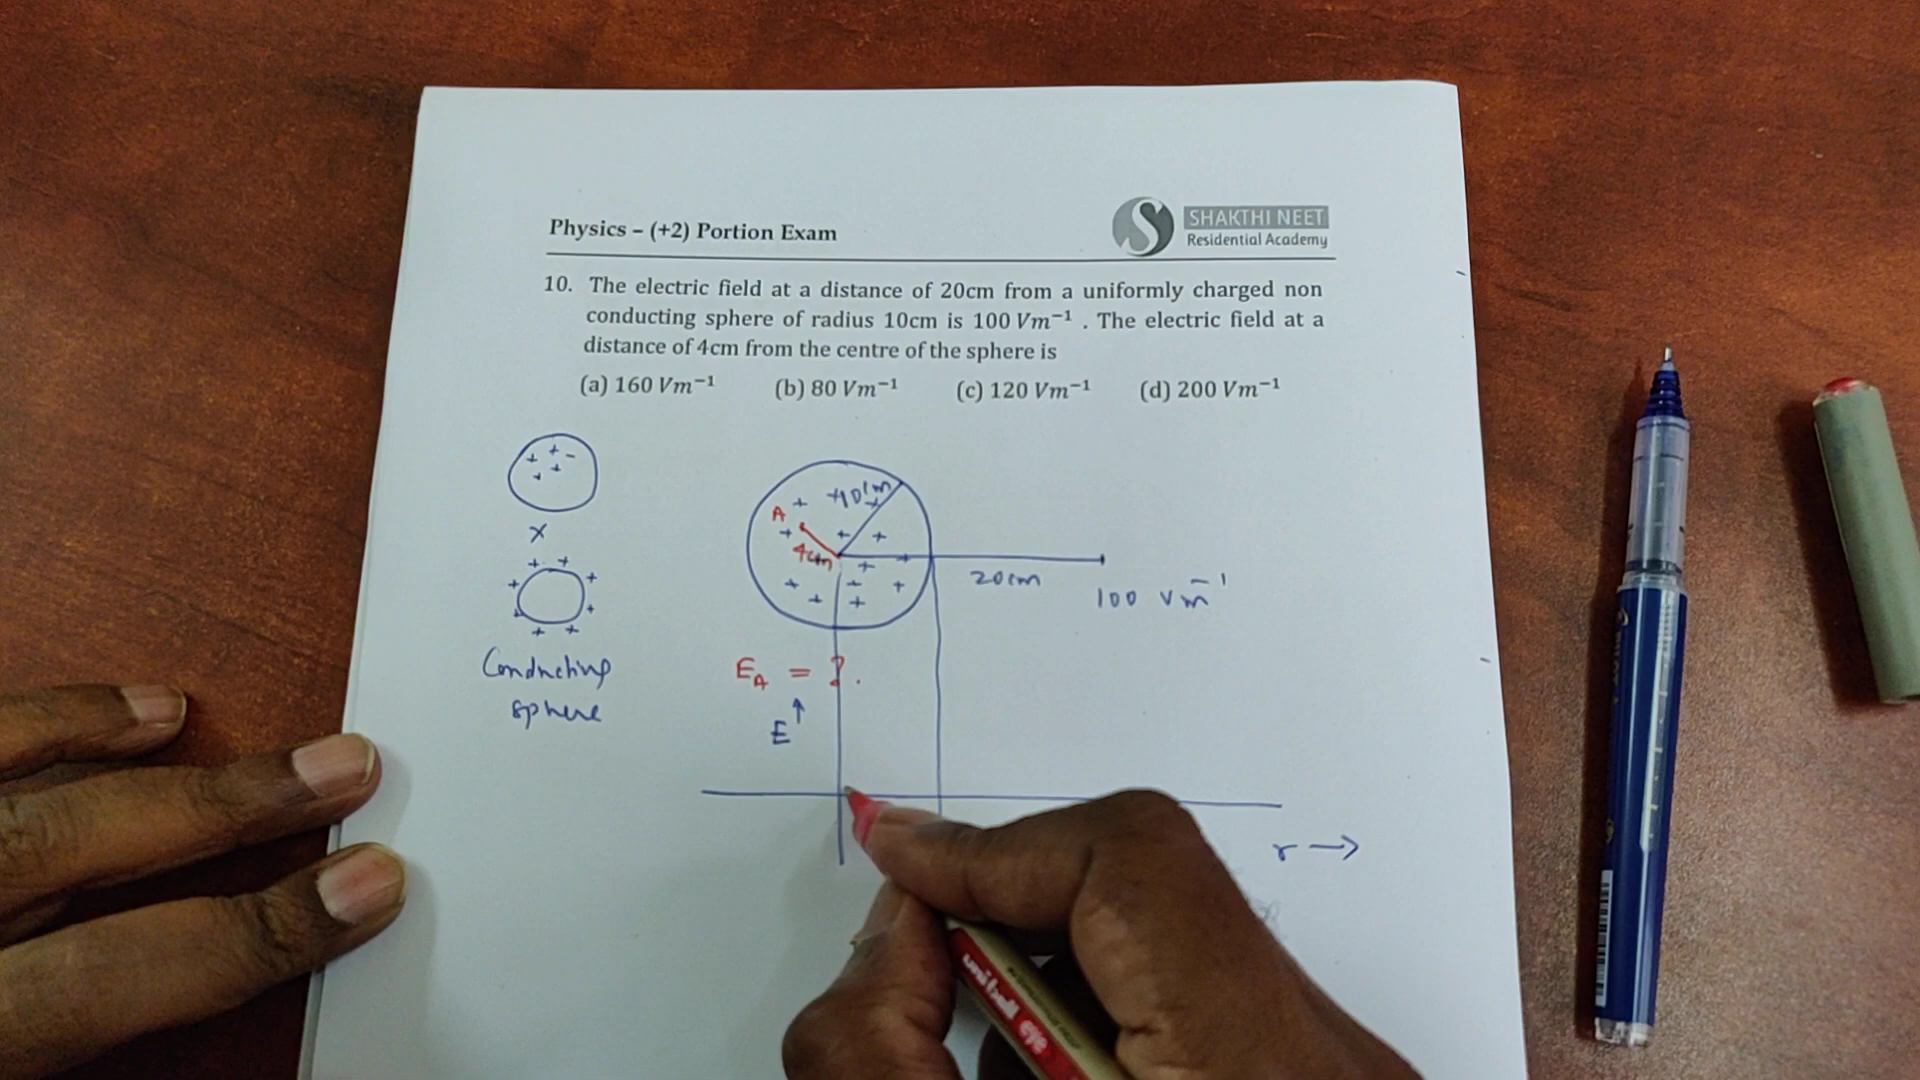 Physics – (+2) Portion Exam
SHAKTHI NEET
Residential Academy
10. The electric field at a distance of 20cm from a uniformly charged non
conducting sphere of radius 10cm is 100 Vm⁻¹ . The electric field at a
distance of 4cm from the centre of the sphere is
(a) 160 Vm⁻¹ (b) 80 Vm⁻¹ (c) 120 Vm⁻¹ (d) 200 Vm⁻¹
+ + -
+ +
X
Conducting
sphere
10cm
A
4cm
20cm
100 Vm⁻¹
E_A = ?.
E ↑
r →
uni-ball eye